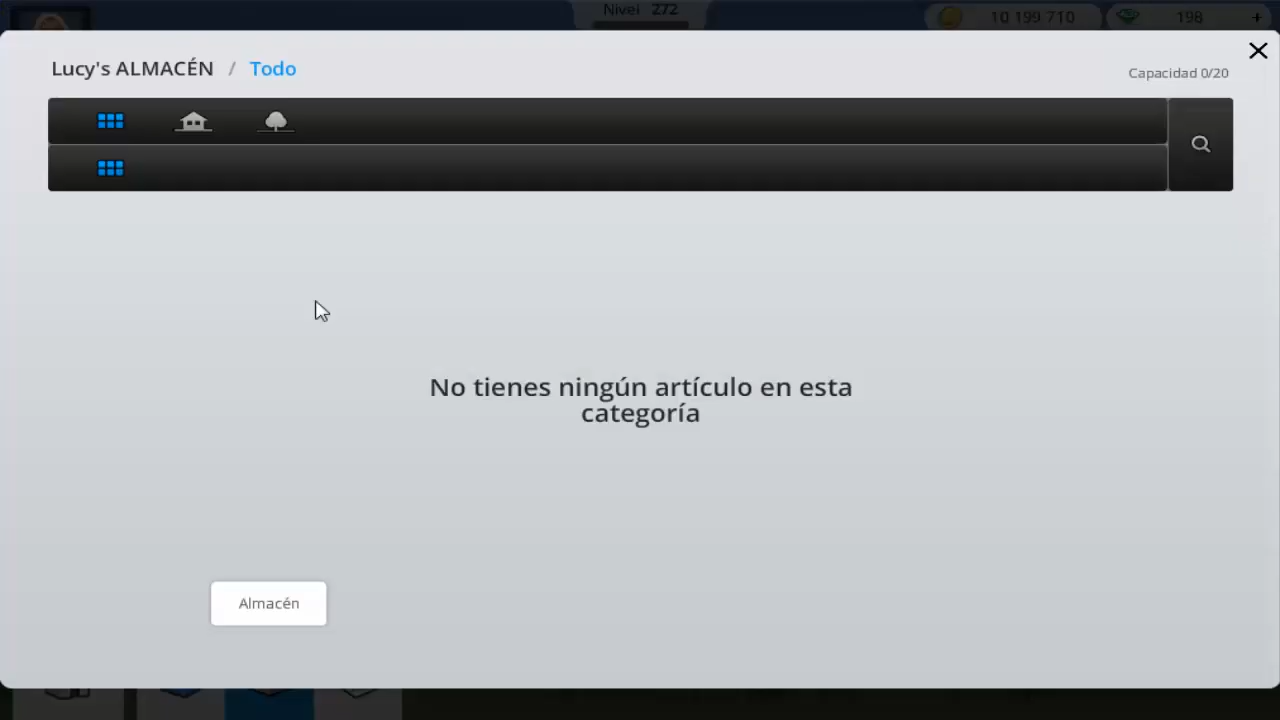 Nivel 272
10 199 710
198 +
Lucy's ALMACÉN / Todo
Capacidad 0/20
No tienes ningún artículo en esta
categoría
Almacén